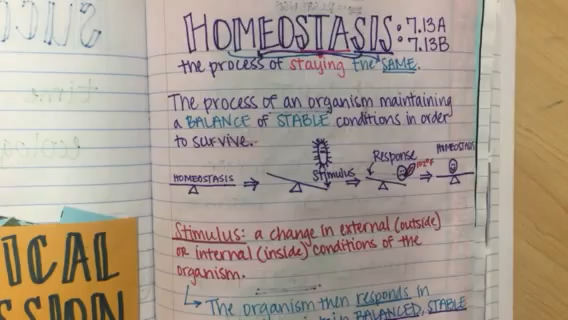 HOMEOSTASIS: 7.13A
: 7.13B
the process of staying the SAME.
The process of an organism maintaining
a BALANCE of STABLE conditions in order
to survive.
HOMEOSTASIS
Stimulus
Response
102°F
HOMEOSTASIS
Stimulus: a change in external (outside)
OR internal (inside) conditions of the
organism.
The organism then responds in
BALANCED, STABLE
ICAL
SSION